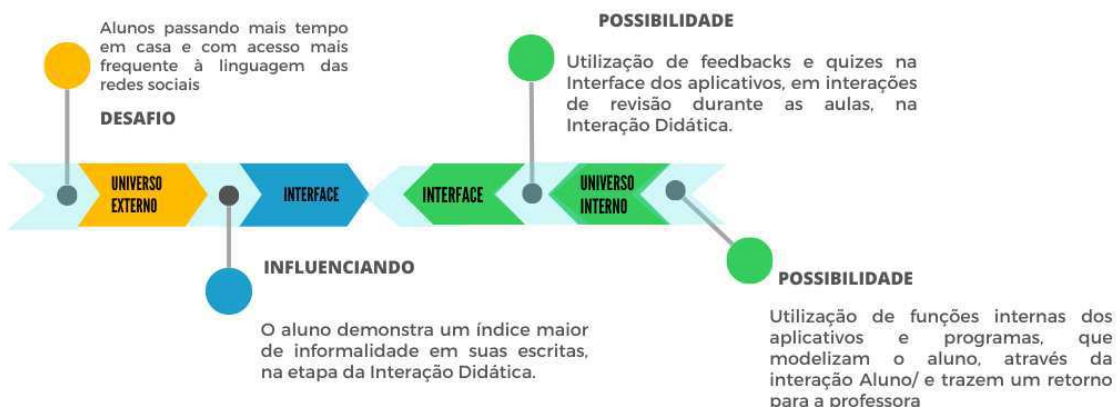 Alunos passando mais tempo
em casa e com acesso mais
frequente à linguagem das
redes sociais
DESAFIO
POSSIBILIDADE
Utilização de feedbacks e quizes na
Interface dos aplicativos, em interações
de revisão durante as aulas, na
Interação Didática.
UNIVERSO
EXTERNO
INTERFACE
INTERFACE
UNIVERSO
INTERNO
INFLUENCIANDO
O aluno demonstra um índice maior
de informalidade em suas escritas,
na etapa da Interação Didática.
POSSIBILIDADE
Utilização de funções internas dos
aplicativos e programas, que
modelizam o aluno, através da
interação Aluno/ e trazem um retorno
para a professora